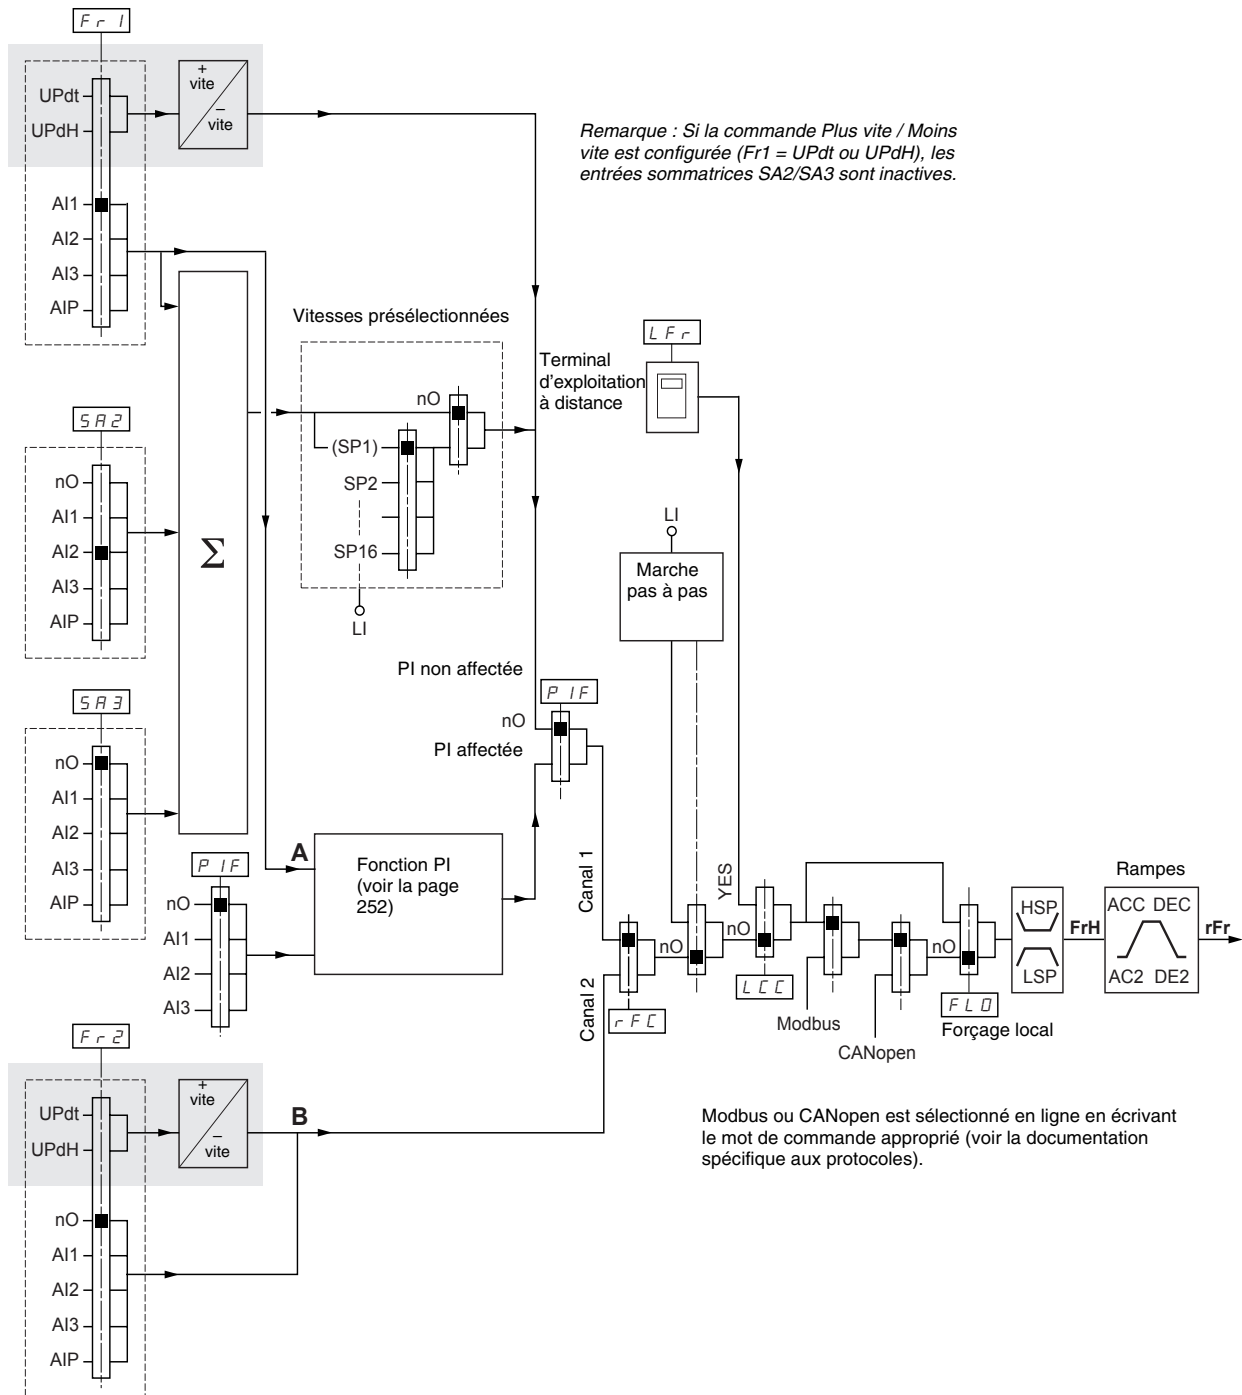 Fr1
UPdt
UPdH
+
vite
–
vite
AI1
AI2
AI3
AIP
Remarque : Si la commande Plus vite / Moins
vite est configurée (Fr1 = UPdt ou UPdH), les
entrées sommatrices SA2/SA3 sont inactives.
Vitesses présélectionnées
nO
(SP1)
SP2
SP16
LI
Terminal
d'exploitation
à distance
LFr
SA2
nO
AI1
AI2
AI3
AIP
Σ
LI
Marche
pas à pas
SA3
nO
AI1
AI2
AI3
AIP
PI non affectée
PIF
nO
PI affectée
PIF
nO
AI1
AI2
AI3
A
Fonction PI
(voir la page
252)
Canal 1
Canal 2
rFC
nO
YES
nO
LCC
Modbus
CANopen
nO
FLO
Forçage local
HSP
LSP
FrH
Rampes
ACC DEC
AC2 DE2
rFr
Fr2
UPdt
UPdH
+
vite
–
vite
B
nO
AI1
AI2
AI3
AIP
Modbus ou CANopen est sélectionné en ligne en écrivant
le mot de commande approprié (voir la documentation
spécifique aux protocoles).